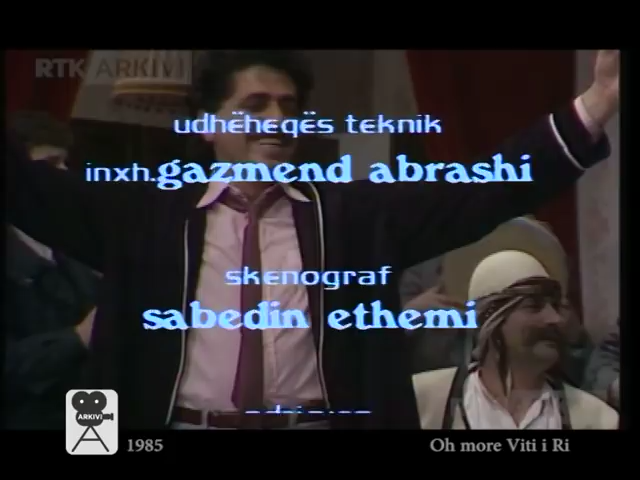 RTK ARKIVI
udhëheqës teknik
inxh.gazmend abrashi
skenograf
sabedin ethemi
ARKIVI
1985
Oh more Viti i Ri